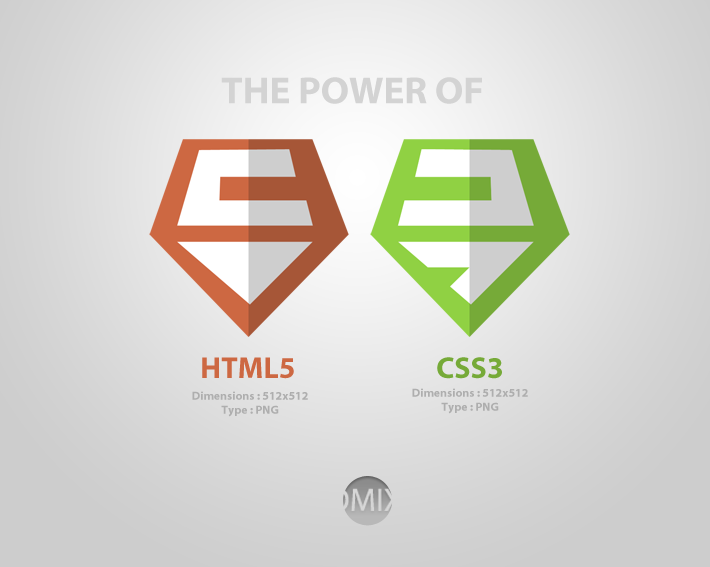 THE POWER OF
HTML5
Dimensions : 512x512
Type : PNG
CSS3
Dimensions : 512x512
Type : PNG
OMIX